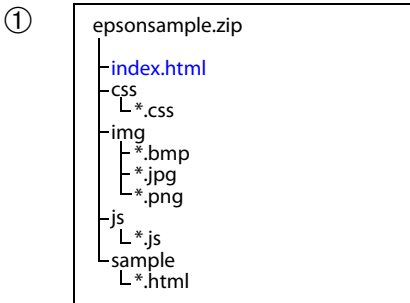 ①
epsonsample.zip
index.html
css
*.css
img
*.bmp
*.jpg
*.png
js
*.js
sample
*.html